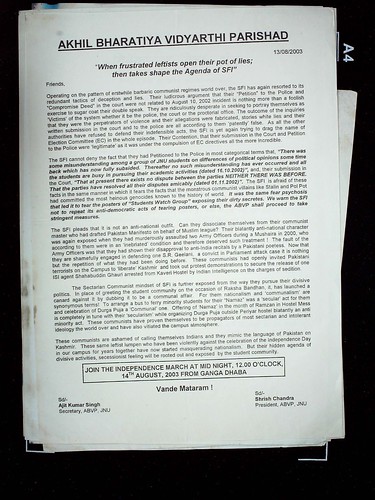 AKHIL BHARATIYA VIDYARTHI PARISHAD
13/08/2003
"When frustrated leftists open their pot of lies;
then takes shape the Agenda of SFI"
Friends,
Operating on the pattern of erstwhile barbaric communist regimes world over, the SFI has again resorted to its
redundant tactics of deception and lies. Their ludicrous argument that their "Petition" to the Police and
"Compromise Deed" in the court were not related to August 10, 2002 incident is nothing more than a foolish
exercise to sugar coat their double speak. They are ridiculously desperate in seeking to portray themselves as
'victims' of the system whether it be the police, the court or the proctorial office. The outcome of the inquiries
that they were the perpetrators of violence and their allegations were fabricated, stories while lies and their
written submission in the court and to the police are all according to them 'patently' false. As all the other
authorities have refused to defend their indefensible acts, the SFI is yet again trying to drag the name of
Election Committee (EC) in the whole episode. Their Contention, that their submission in the Court and Petition
to the Police were 'legitimate' as it was under the compulsion of EC directives all the more incredible.
The SFI cannot deny the fact that they had Petitioned to the Police in most categorical terms that, "There was
some misunderstanding among a group of JNU students on differences of political opinions some time
back which has now fully subsided. Thereafter no such misunderstanding has ever occurred and all
the students are busy in pursuing their academic activities (dated 16.10.2002)", and, their submission in
the Court, "That at present there exists no dispute between the parties NEITHER THERE WAS BEFORE.
That the parties have resolved all their disputes amicably (dated 01.11.2002)". The SFI is afraid of these
facts in the same manner in which it fears the facts that the monstrous communist villains like Stalin and Pol Pot
had committed the most heinous genocides known to the history of world. It was the same fear psychosis
that led it to tear the posters of "Students Watch Group" exposing their dirty secrets. We warn the SFI
not to repeat its anti-democratic acts of tearing posters, or else, the ABVP shall proceed to take
stringent measures.
The SFI pleads that it is not an anti-national outfit. Can they dissociate themselves from their communist
master who had drafted Pakistan Manifesto on behalf of Muslim league? Their blatantly anti-national character
was again exposed when they had murderously assaulted two Army Officers during a Mushaira in 2000, who
according to them were in an 'inebriated' condition and therefore deserved such treatment ! The fault of the
Army Officers was that they had shown their disapproval to anti-India rectrals by a Pakistani poetess. Now that
they are shamefully engaged in defending one S.R. Geelani, a convict in Parliament attack case it is nothing
but the repetition of what they had been doing before. These communists had openly invited Pakistani
terrorists on the Campus to 'liberate' Kashmir and took out protest demonstrations to secure the release of one
ISI agent Shahabuddin Ghauri arrested from Kaveri Hostel by Indian intelligence on the charges of sedition.
The Sectarian Communist mindset of SFI is further exposed from the way they pursue their divisive
politics. In place of greeting the student community on the occasion of Raksha Bandhan, it has launched a
canard against it by dubbing it to be a communal affair. For them nationalism and 'communalism' are
synonymous terms! To arrange a bus to ferry minority students for their 'Namaz' was a 'secular' act for them
and celebration of Durga Puja a 'Communal' one. Offering of 'Namaz' in the month of Ramzan in Hostel Mess
is completely in tune with their 'secularism' while organizing Durga Puja outside Periyar hostel blatantly an anti
minority act. These communists have proven themselves to be propagators of most sectarian and intolerant
ideology the world over and have also vitiated the campus atmosphere.
These communists are ashamed of calling themselves Indians and they mimic the language of Pakistan on
Kashmir. These same leftist langoors who have been violently against the celebration of the independence Day
in our campus for years together have now started masquerading nationalism. But their hidden agenda of
divisive activities, secessional feeling will be rooted out and exposed by the student community.
JOIN THE INDEPENDENCE MARCH AT MID NIGHT, 12.00 O'CLOCK,
14TH AUGUST, 2003 FROM GANGA DHABA
Vande Mataram !
Sd/-
Ajit Kumar Singh
Secretary, ABVP, JNU
Sd/-
Shrish Chandra
President, ABVP, JNU
A4